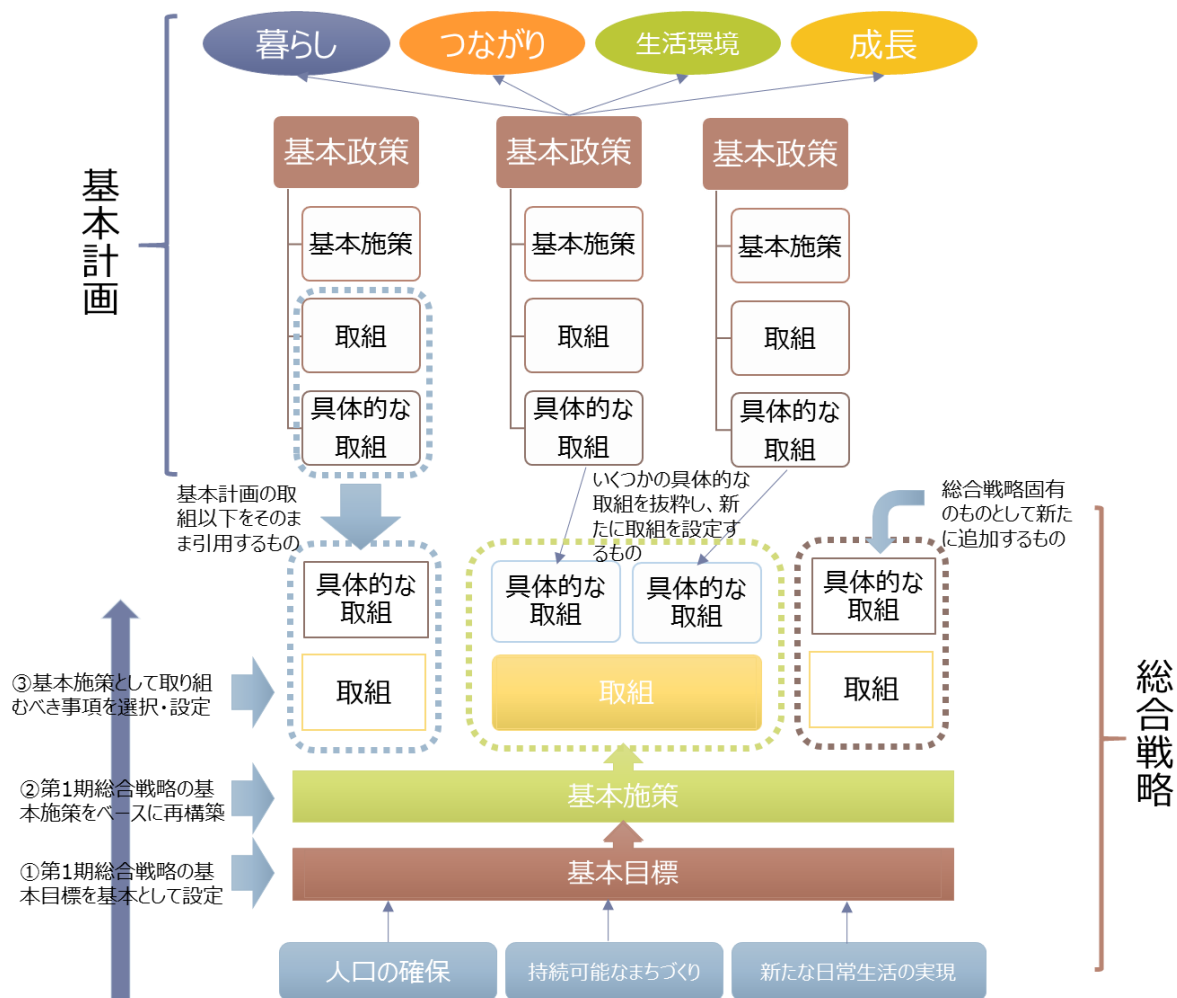 暮らし
つながり
生活環境
成長
基本計画
基本政策
基本政策
基本政策
基本施策
基本施策
基本施策
取組
取組
取組
具体的な
取組
具体的な
取組
具体的な
取組
基本計画の取
組以下をそのま
ま引用するもの
いくつかの具体的な
取組を抜粋し、新
たに取組を設定す
るもの
総合戦略固有
のものとして新た
に追加するもの
具体的な
取組
具体的な
取組
具体的な
取組
具体的な
取組
③基本施策として取り組
むべき事項を選択・設定
取組
取組
取組
総合戦略
②第1期総合戦略の基
本施策をベースに再構築
基本施策
①第1期総合戦略の基
本目標を基本として設定
基本目標
人口の確保
持続可能なまちづくり
新たな日常生活の実現